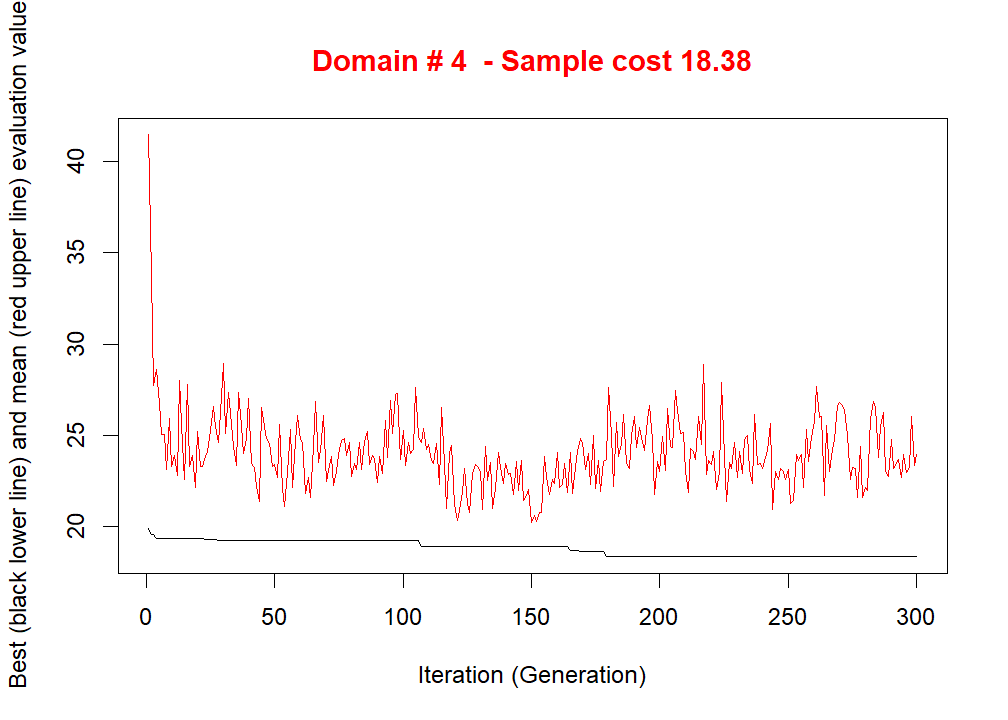 Domain # 4  - Sample cost 18.38
Best (black lower line) and mean (red upper line) evaluation value
40
35
30
25
20
0 50 100 150 200 250 300
Iteration (Generation)